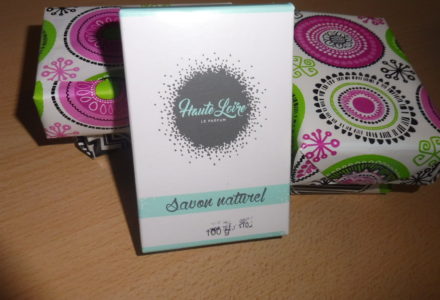 Haute Loire
LE PARFUM
Savon naturel
100 g